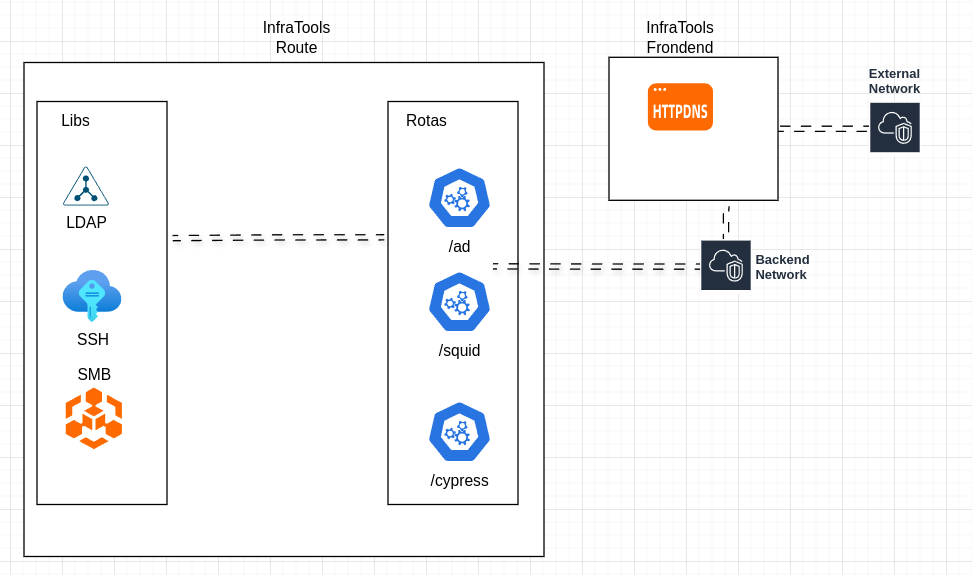 InfraTools
Route
Libs
LDAP
SSH
SMB
Rotas
/ad
/squid
/cypress
InfraTools
Frondend
HTTPDNS
External
Network
Backend
Network